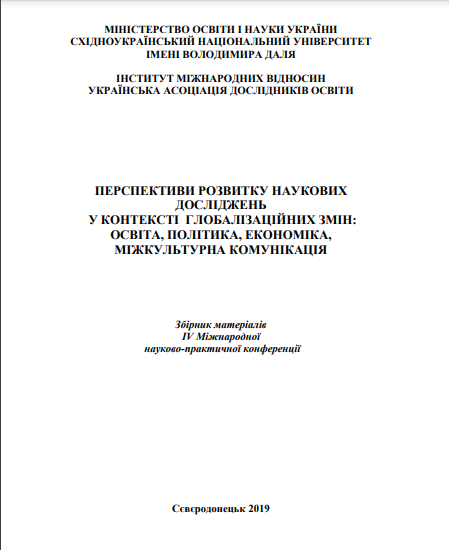 МІНІСТЕРСТВО ОСВІТИ І НАУКИ УКРАЇНИ
СХІДНОУКРАЇНСЬКИЙ НАЦІОНАЛЬНИЙ УНІВЕРСИТЕТ
ІМЕНІ ВОЛОДИМИРА ДАЛЯ
ІНСТИТУТ МІЖНАРОДНИХ ВІДНОСИН
УКРАЇНСЬКА АСОЦІАЦІЯ ДОСЛІДНИКІВ ОСВІТИ
ПЕРСПЕКТИВИ РОЗВИТКУ НАУКОВИХ
ДОСЛІДЖЕНЬ
У КОНТЕКСТІ ГЛОБАЛІЗАЦІЙНИХ ЗМІН:
ОСВІТА, ПОЛІТИКА, ЕКОНОМІКА,
МІЖКУЛЬТУРНА КОМУНІКАЦІЯ
Збірник матеріалів
IV Міжнародної
науково-практичної конференції
Сєвєродонецьк 2019